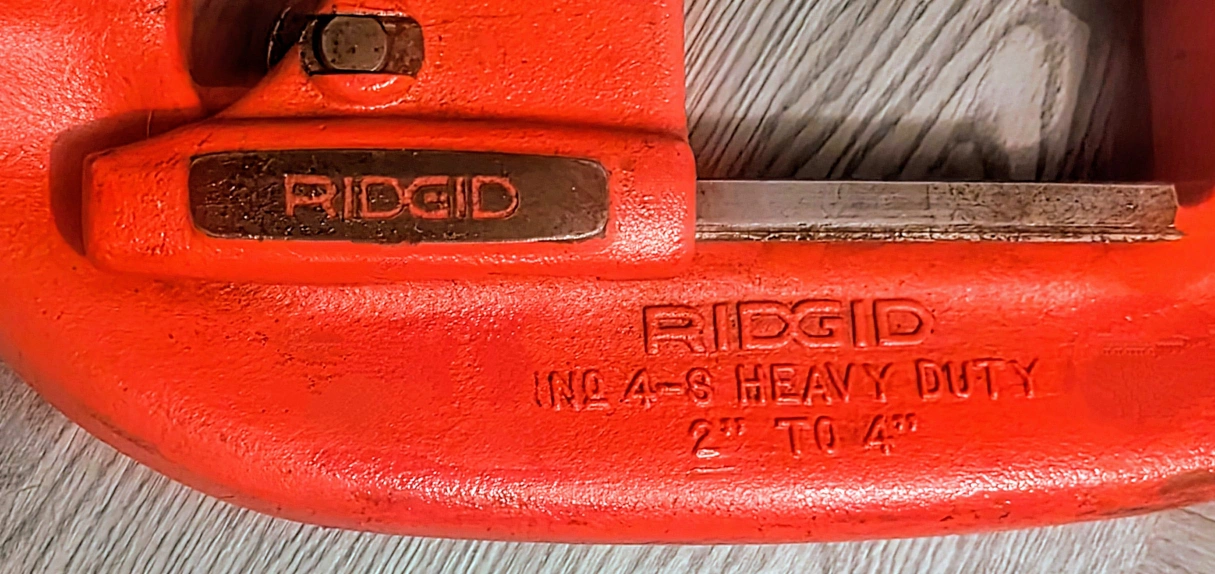 RIDGID
RIDGID
NO 4-S HEAVY DUTY
2" TO 4"